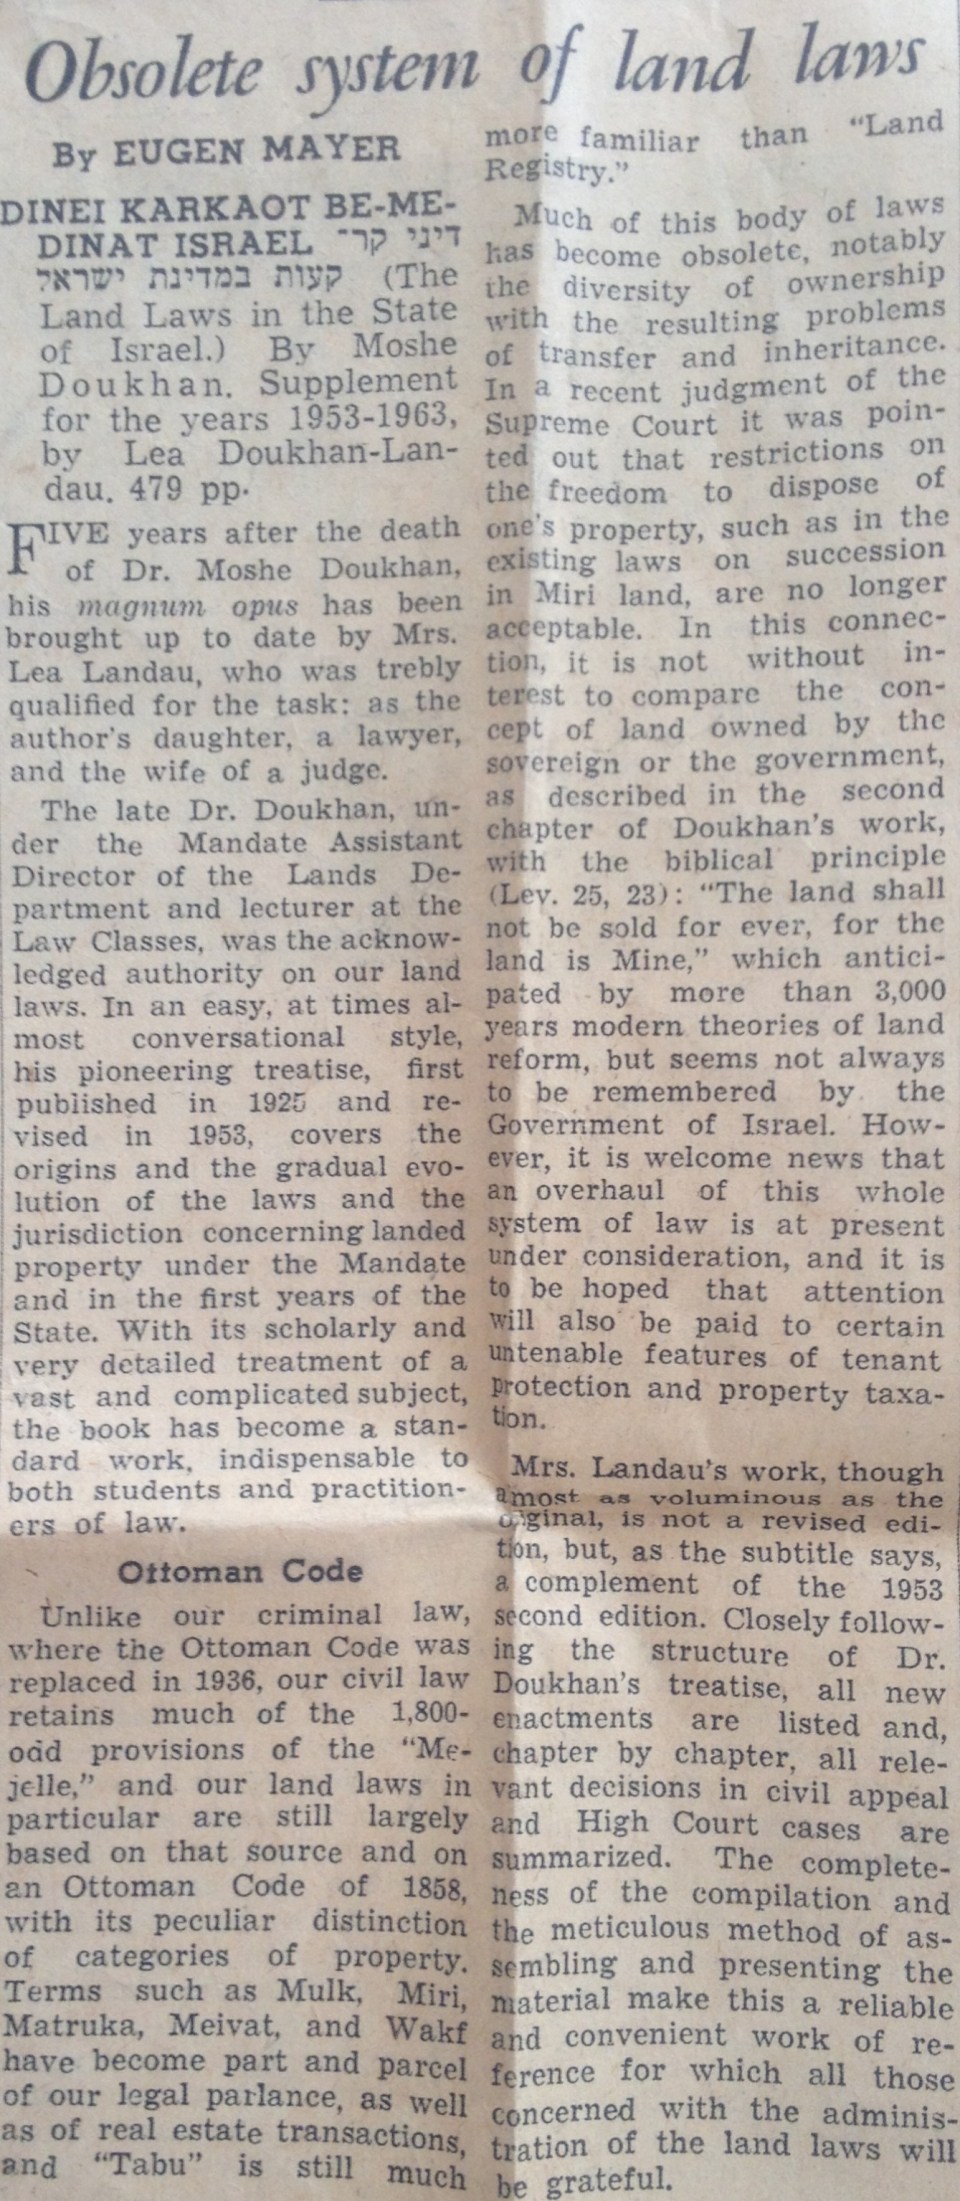 Obsolete system of land laws
By EUGEN MAYER
DINEI KARKAOT BE-ME-
DINAT ISRAEL דיני קר־
קעות במדינת ישראל (The
Land Laws in the State
of Israel.) By Moshe
Doukhan. Supplement
for the years 1953-1963,
by Lea Doukhan-Lan-
dau. 479 pp.
FIVE years after the death
of Dr. Moshe Doukhan,
his magnum opus has been
brought up to date by Mrs.
Lea Landau, who was trebly
qualified for the task: as the
author's daughter, a lawyer,
and the wife of a judge.
The late Dr. Doukhan, un-
der the Mandate Assistant
Director of the Lands De-
partment and lecturer at the
Law Classes, was the acknow-
ledged authority on our land
laws. In an easy, at times al-
most conversational style,
his pioneering treatise, first
published in 1925 and re-
vised in 1953, covers the
origins and the gradual evo-
lution of the laws and the
jurisdiction concerning landed
property under the Mandate
and in the first years of the
State. With its scholarly and
very detailed treatment of a
vast and complicated subject,
the book has become a stan-
dard work, indispensable to
both students and practition-
ers of law.
Ottoman Code
Unlike our criminal law,
where the Ottoman Code was
replaced in 1936, our civil law
retains much of the 1,800-
odd provisions of the "Me-
jelle," and our land laws in
particular are still largely
based on that source and on
an Ottoman Code of 1858,
with its peculiar distinction
of categories of property.
Terms such as Mulk, Miri,
Matruka, Meivat, and Wakf
have become part and parcel
of our legal parlance, as well
as of real estate transactions,
and "Tabu" is still much
more familiar than "Land
Registry."
Much of this body of laws
has become obsolete, notably
the diversity of ownership
with the resulting problems
of transfer and inheritance.
In a recent judgment of the
Supreme Court it was poin-
ted out that restrictions on
the freedom to dispose of
one's property, such as in the
existing laws on succession
in Miri land, are no longer
acceptable. In this connec-
tion, it is not without in-
terest to compare the con-
cept of land owned by the
sovereign or the government,
as described in the second
chapter of Doukhan's work,
with the biblical principle
(Lev. 25, 23): "The land shall
not be sold for ever, for the
land is Mine," which antici-
pated by more than 3,000
years modern theories of land
reform, but seems not always
to be remembered by the
Government of Israel. How-
ever, it is welcome news that
an overhaul of this whole
system of law is at present
under consideration, and it is
to be hoped that attention
will also be paid to certain
untenable features of tenant
protection and property taxa-
tion.
Mrs. Landau's work, though
amost as voluminous as the
original, is not a revised edi-
tion, but, as the subtitle says,
a complement of the 1953
second edition. Closely follow-
ing the structure of Dr.
Doukhan's treatise, all new
enactments are listed and,
chapter by chapter, all rele-
vant decisions in civil appeal
and High Court cases are
summarized. The complete-
ness of the compilation and
the meticulous method of as-
sembling and presenting the
material make this a reliable
and convenient work of re-
ference for which all those
concerned with the adminis-
tration of the land laws will
be grateful.